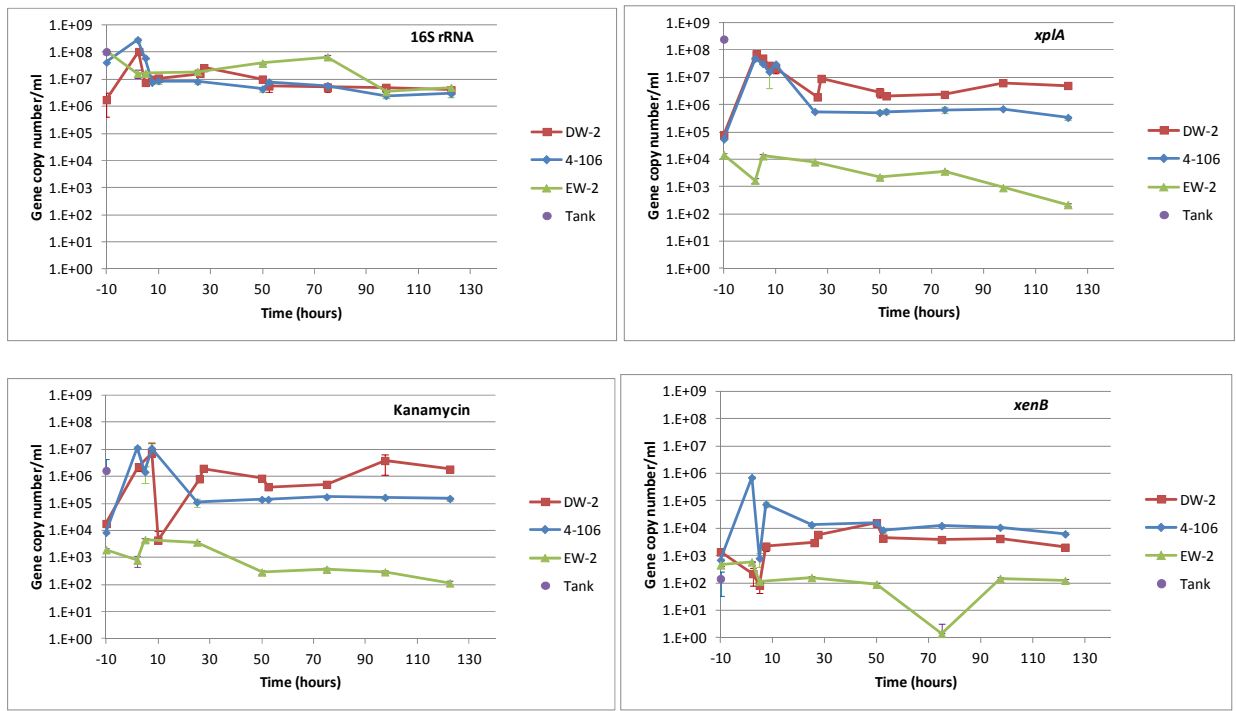 16S rRNA
Gene copy number/ml
1.E+09
1.E+08
1.E+07
1.E+06
1.E+05
1.E+04
1.E+03
1.E+02
1.E+01
1.E+00
-10 10 30 50 70 90 110 130
Time (hours)
DW-2
4-106
EW-2
Tank
xplA
Gene copy number/ml
1.E+09
1.E+08
1.E+07
1.E+06
1.E+05
1.E+04
1.E+03
1.E+02
1.E+01
1.E+00
-10 10 30 50 70 90 110 130
Time (hours)
DW-2
4-106
EW-2
Tank
Kanamycin
Gene copy number/ml
1.E+09
1.E+08
1.E+07
1.E+06
1.E+05
1.E+04
1.E+03
1.E+02
1.E+01
1.E+00
-10 10 30 50 70 90 110 130
Time (hours)
DW-2
4-106
EW-2
Tank
xenB
Gene copy number/ml
1.E+09
1.E+08
1.E+07
1.E+06
1.E+05
1.E+04
1.E+03
1.E+02
1.E+01
1.E+00
-10 10 30 50 70 90 110 130
Time (hours)
DW-2
4-106
EW-2
Tank